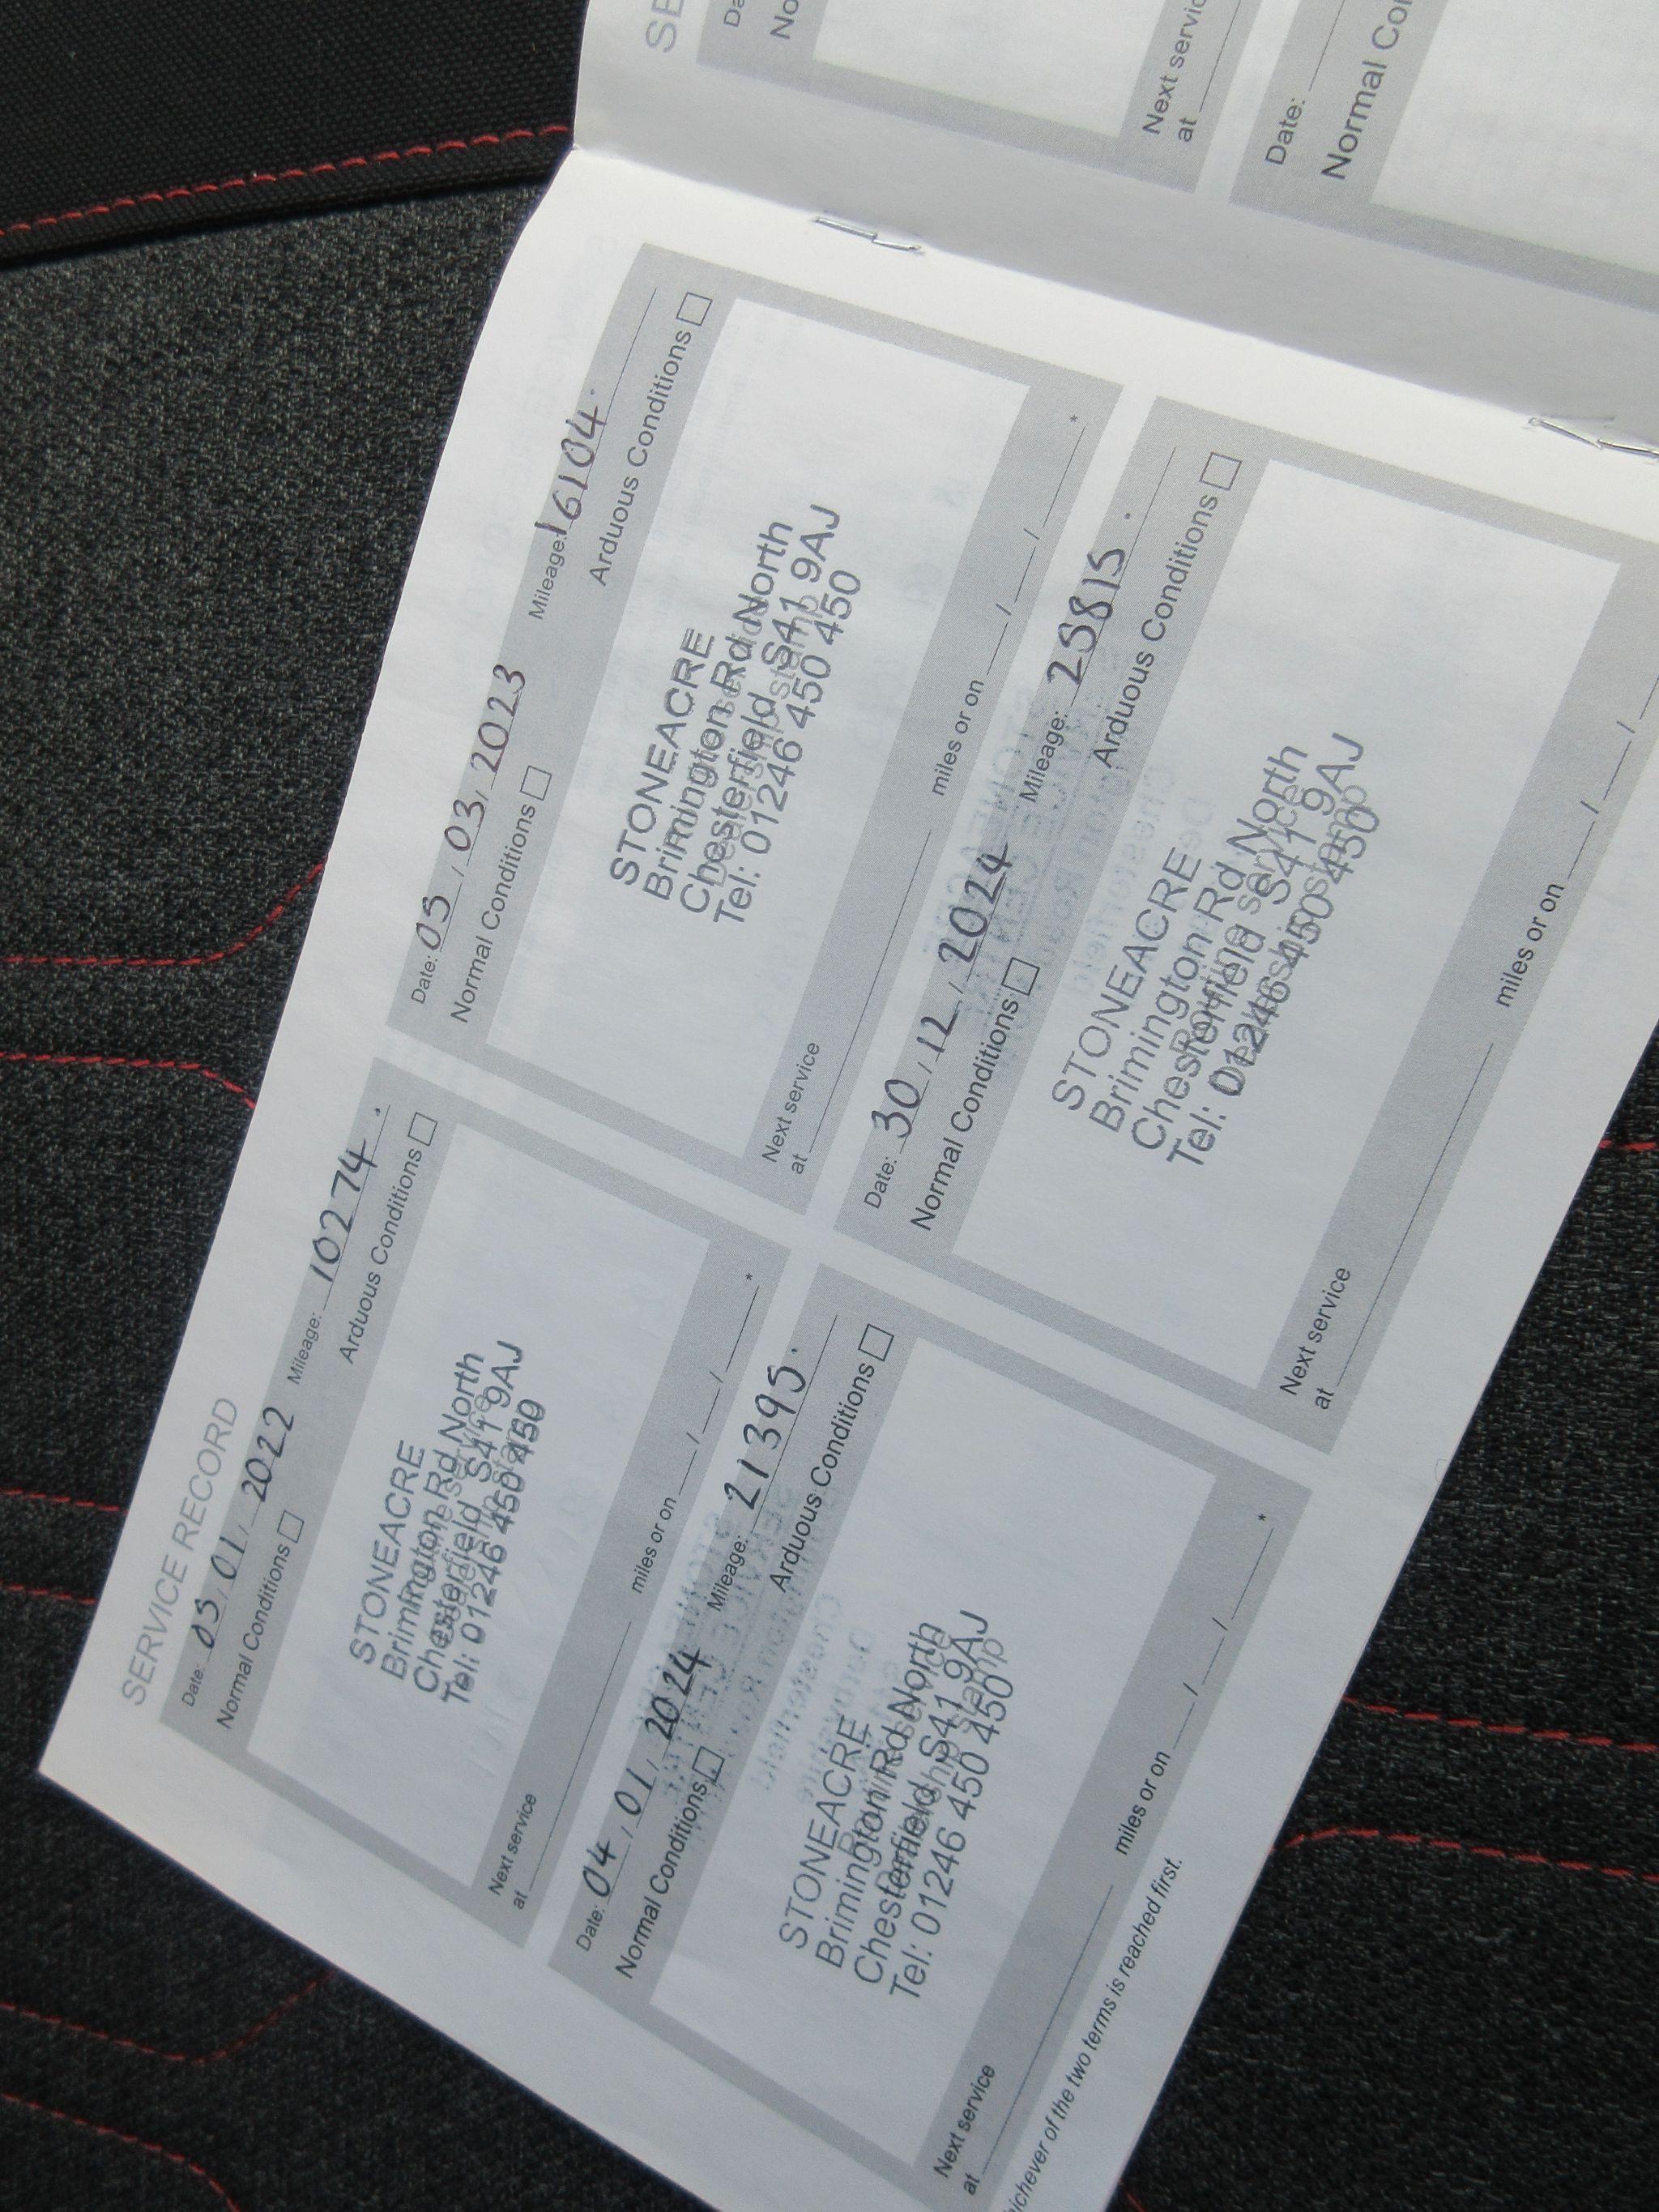 SERVICE RECORD
Date: 05 / 01 / 2022 Mileage: 10274.
Normal Conditions Arduous Conditions
STONEACRE
Brimington Rd North
Chesterfield S41 9AJ
Tel: 01246 450 450
Next service
at miles or on / / *
Date: 05 / 03 / 2023 Mileage: 16104.
Normal Conditions Arduous Conditions
STONEACRE
Brimington Rd North
Chesterfield S41 9AJ
Tel: 01246 450 450
Next service
at miles or on / / *
Date: 04 / 01 / 2024 Mileage: 21395.
Normal Conditions Arduous Conditions
STONEACRE
Brimington Rd North
Chesterfield S41 9AJ
Tel: 01246 450 450
Next service
at miles or on / / *
Date: 30 / 12 / 2024 Mileage: 25815.
Normal Conditions Arduous Conditions
STONEACRE
Brimington Rd North
Chesterfield S41 9AJ
Tel: 01246 450 450
Next service
at miles or on / /
hichever of the two terms is reached first.
SE
Da
No
Next servic
at
Date:
Normal Co